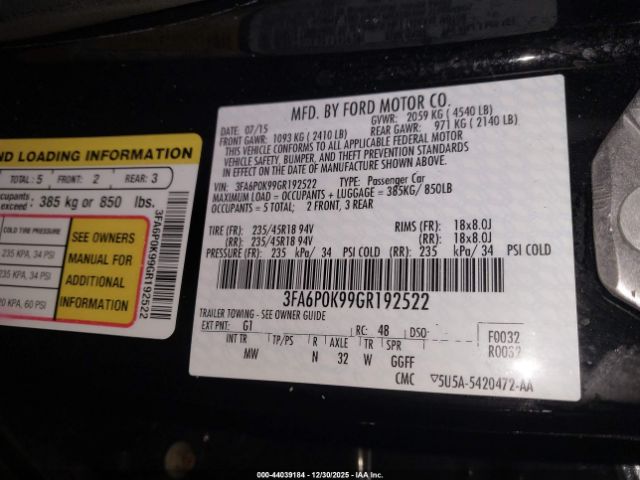 ND LOADING INFORMATION
TOTAL: 5 FRONT: 2 REAR: 3
exceed: 385 kg or 850 lbs.
COLD TIRE PRESSURE
235 KPA, 34 PSI
235 KPA, 34 PSI
20 KPA, 60 PSI
SEE OWNERS
MANUAL FOR
ADDITIONAL
INFORMATION
3FA6P0K99GR192522
MFD. BY FORD MOTOR CO.
DATE: 07/15 GVWR: 2059 KG ( 4540 LB)
FRONT GAWR: 1093 KG ( 2410 LB) REAR GAWR: 971 KG ( 2140 LB)
THIS VEHICLE CONFORMS TO ALL APPLICABLE FEDERAL MOTOR
VEHICLE SAFETY, BUMPER, AND THEFT PREVENTION STANDARDS
IN EFFECT ON THE DATE OF MANUFACTURE SHOWN ABOVE.
VIN: 3FA6P0K99GR192522 TYPE: Passenger Car
MAXIMUM LOAD = OCCUPANTS + LUGGAGE = 385KG/ 850LB
OCCUPANTS = 5 TOTAL; 2 FRONT, 3 REAR
TIRE (FR): 235/45R18 94V RIMS (FR): 18x8.0J
(RR): 235/45R18 94V (RR): 18x8.0J
PRESSURE (FR): 235 kPa/ 34 PSI COLD (RR): 235 kPa/ 34 PSI COLD
3FA6P0K99GR192522
TRAILER TOWING - SEE OWNER GUIDE
EXT PNT: G1 RC: 48 DSO: F0032
INT TR TP/PS R AXLE TR SPR R0032
MW N 32 W GGFF
CMC ▽5U5A-5420472-AA
000-44039184 - 12/30/2025 - IAAI.CA